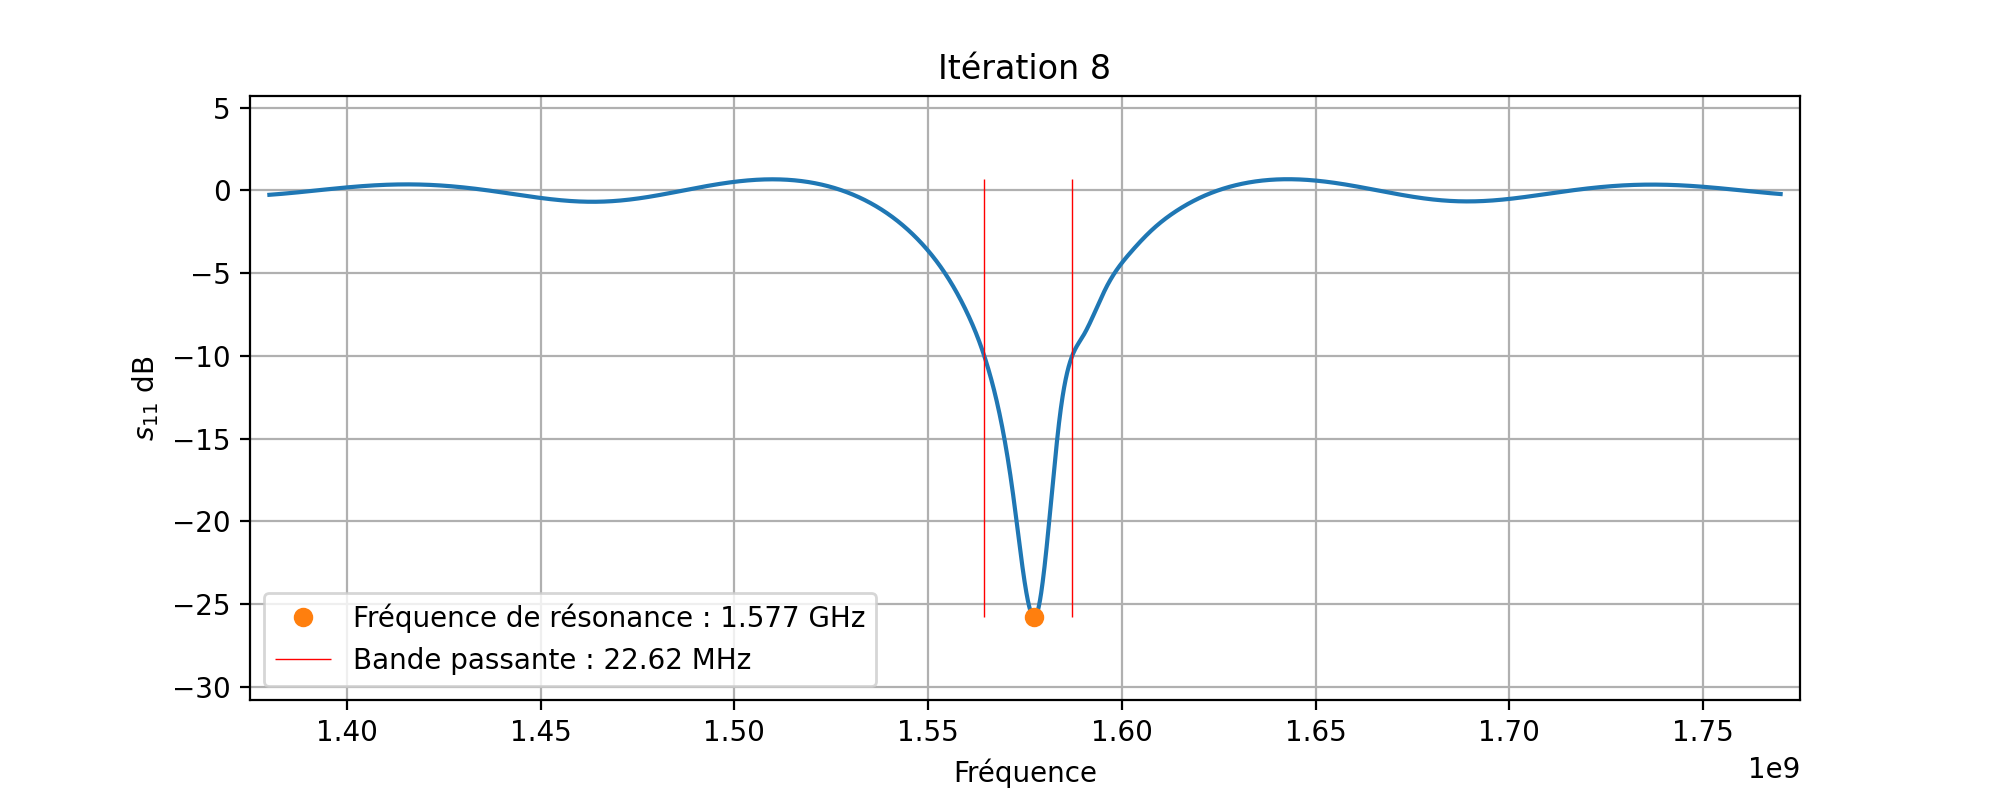 Itération 8
5
0
−5
−10
−15
−20
−25
−30
s₁₁ dB
Fréquence de résonance : 1.577 GHz
Bande passante : 22.62 MHz
1.40 1.45 1.50 1.55 1.60 1.65 1.70 1.75
1e9
Fréquence